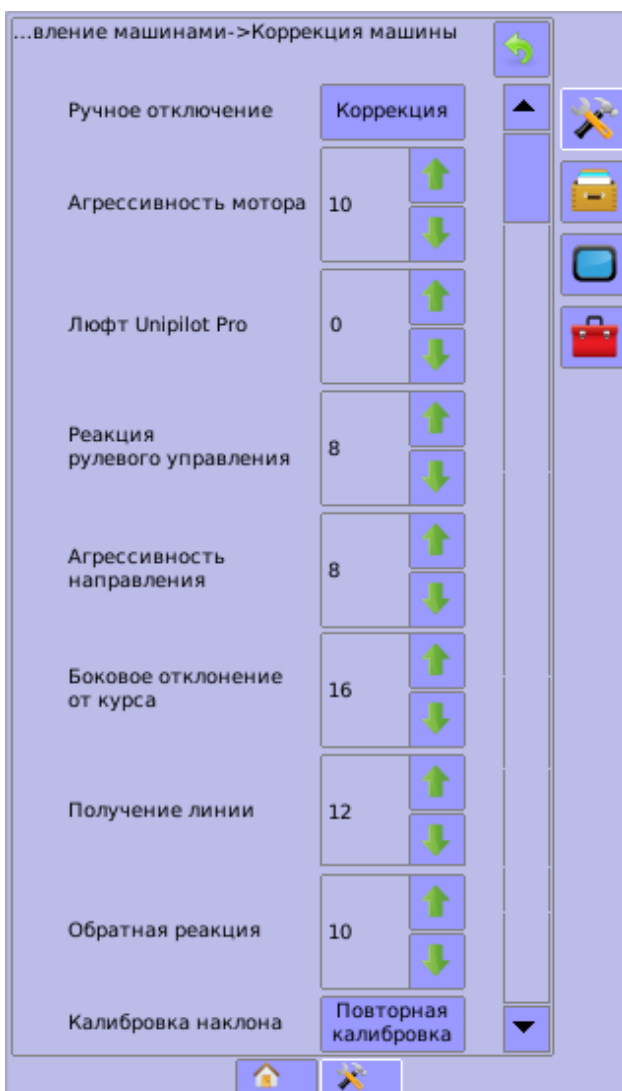 ...вление машинами->Коррекция машины
Ручное отключение
Коррекция
Агрессивность мотора
10
Люфт Unipilot Pro
0
Реакция
рулевого управления
8
Агрессивность
направления
8
Боковое отклонение
от курса
16
Получение линии
12
Обратная реакция
10
Калибровка наклона
Повторная
калибровка